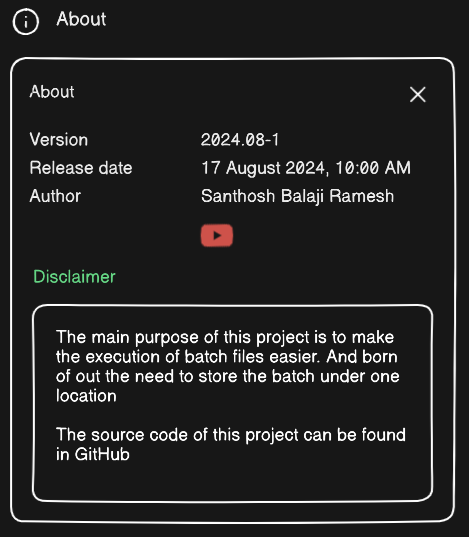 About
About
Version 2024.08-1
Release date 17 August 2024, 10:00 AM
Author Santhosh Balaji Ramesh
Disclaimer
The main purpose of this project is to make
the execution of batch files easier. And born
of out the need to store the batch under one
location
The source code of this project can be found
in GitHub